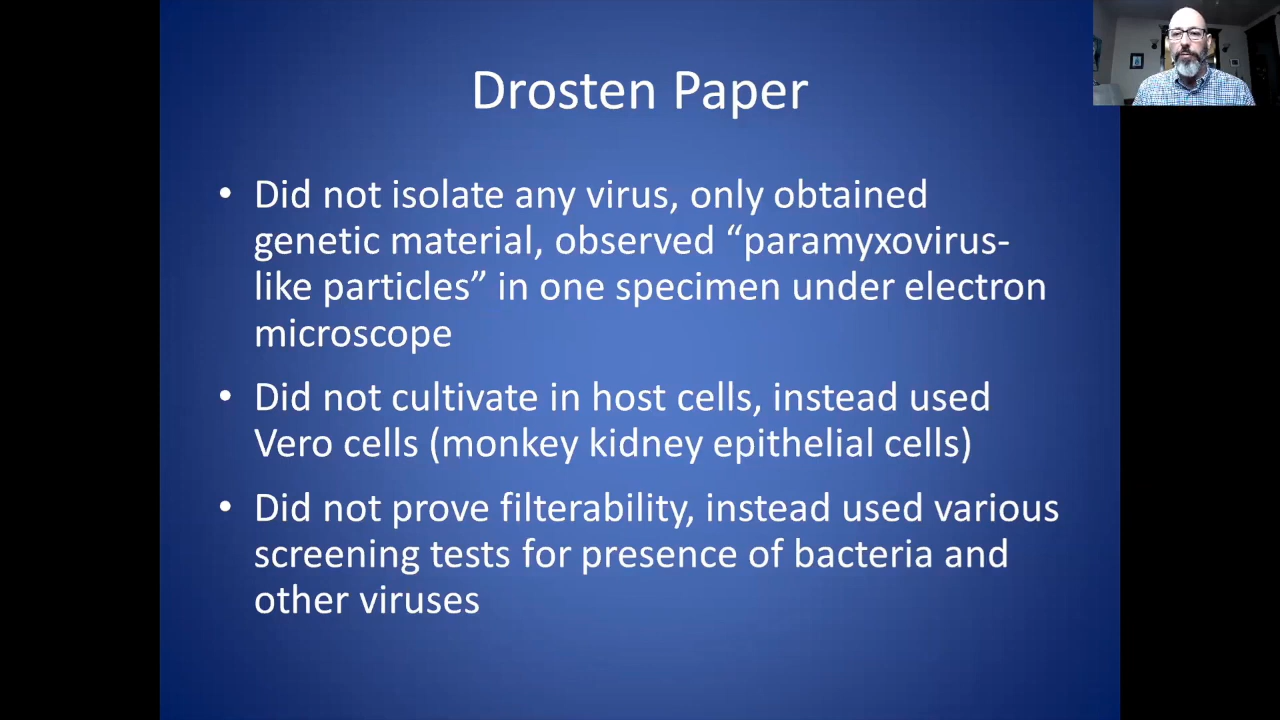 Drosten Paper
• Did not isolate any virus, only obtained
genetic material, observed “paramyxovirus-
like particles” in one specimen under electron
microscope
• Did not cultivate in host cells, instead used
Vero cells (monkey kidney epithelial cells)
• Did not prove filterability, instead used various
screening tests for presence of bacteria and
other viruses